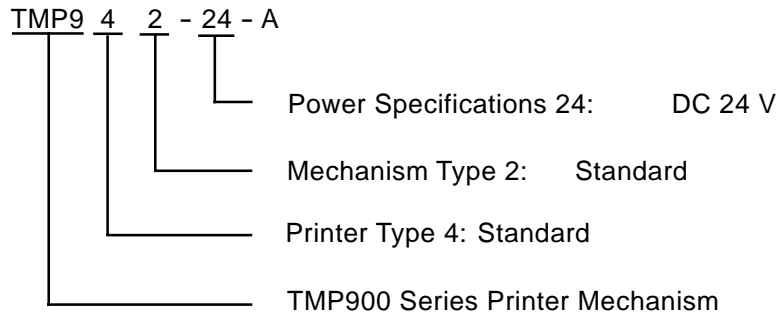 TMP9 4 2 - 24 - A
Power Specifications 24: DC 24 V
Mechanism Type 2: Standard
Printer Type 4: Standard
TMP900 Series Printer Mechanism